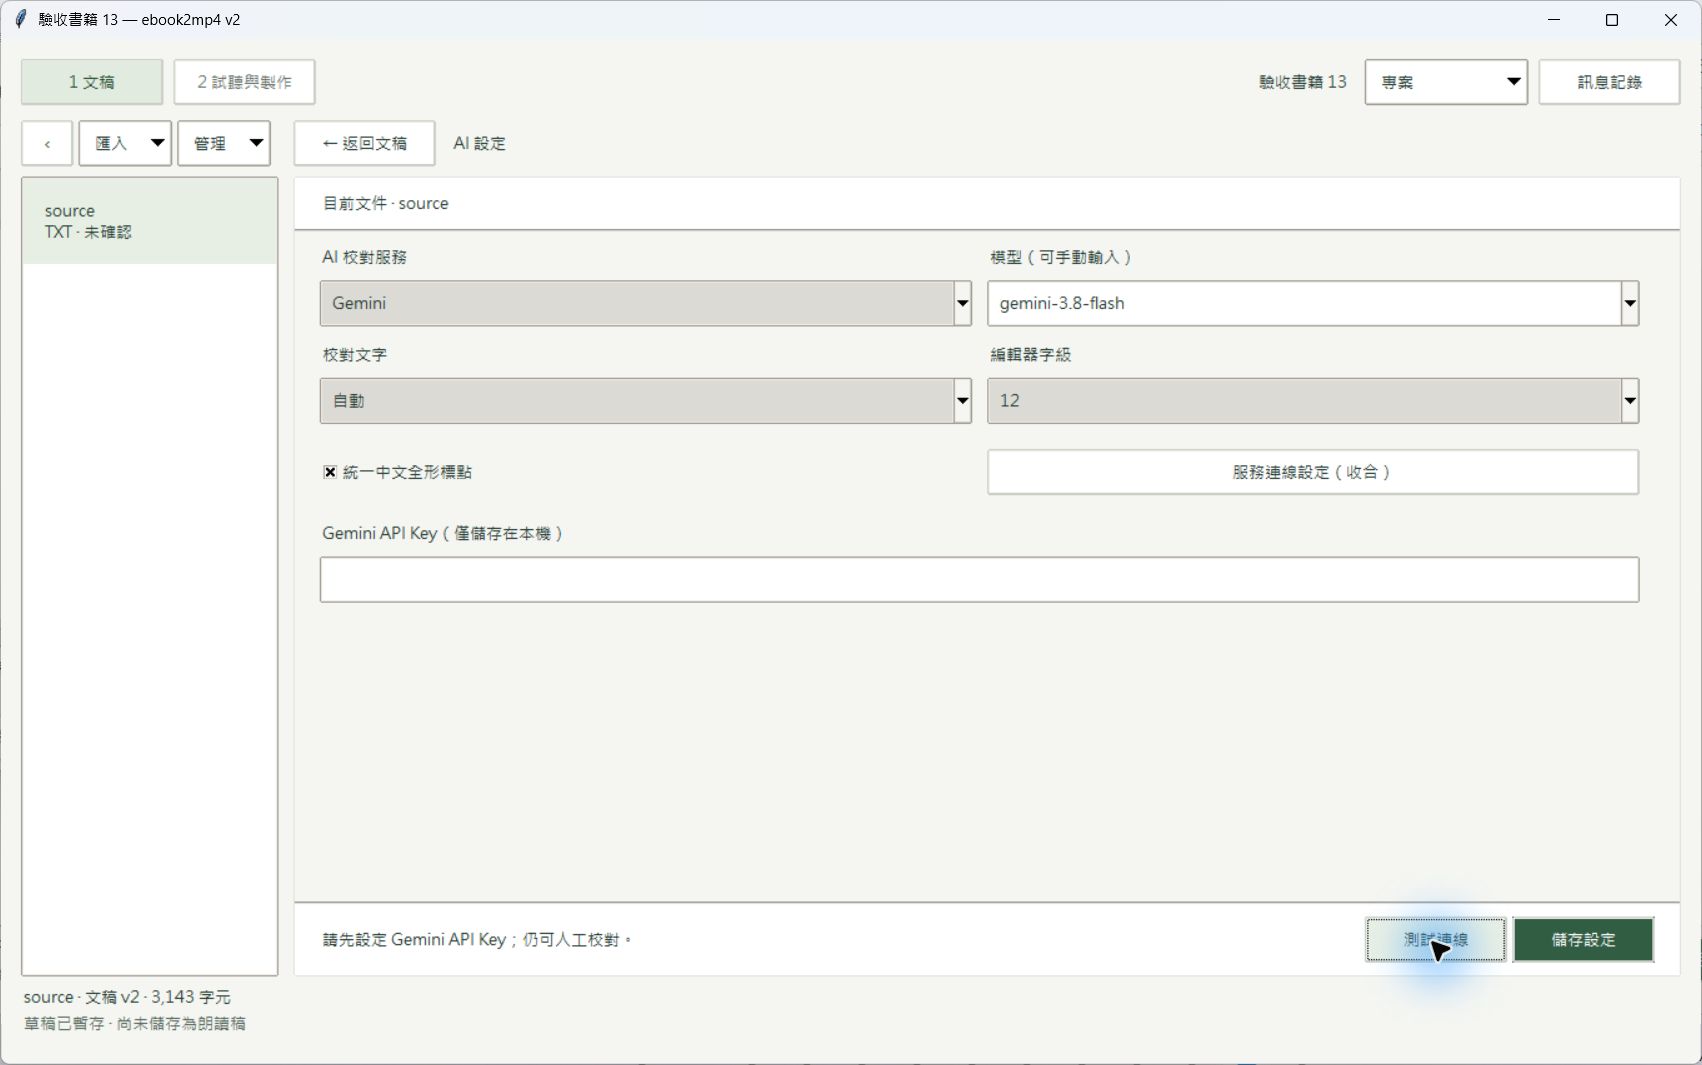 驗收書籍 13 — ebook2mp4 v2
1 文稿
2 試聽與製作
驗收書籍 13
專案
訊息記錄
‹
匯入
管理
← 返回文稿
AI 設定
source
TXT · 未確認
目前文件 · source
AI 校對服務
模型（可手動輸入）
Gemini
gemini-3.8-flash
校對文字
編輯器字級
自動
12
統一中文全形標點
服務連線設定（收合）
Gemini API Key（僅儲存在本機）
請先設定 Gemini API Key；仍可人工校對。
測試連線
儲存設定
source · 文稿 v2 · 3,143 字元
草稿已暫存 · 尚未儲存為朗讀稿